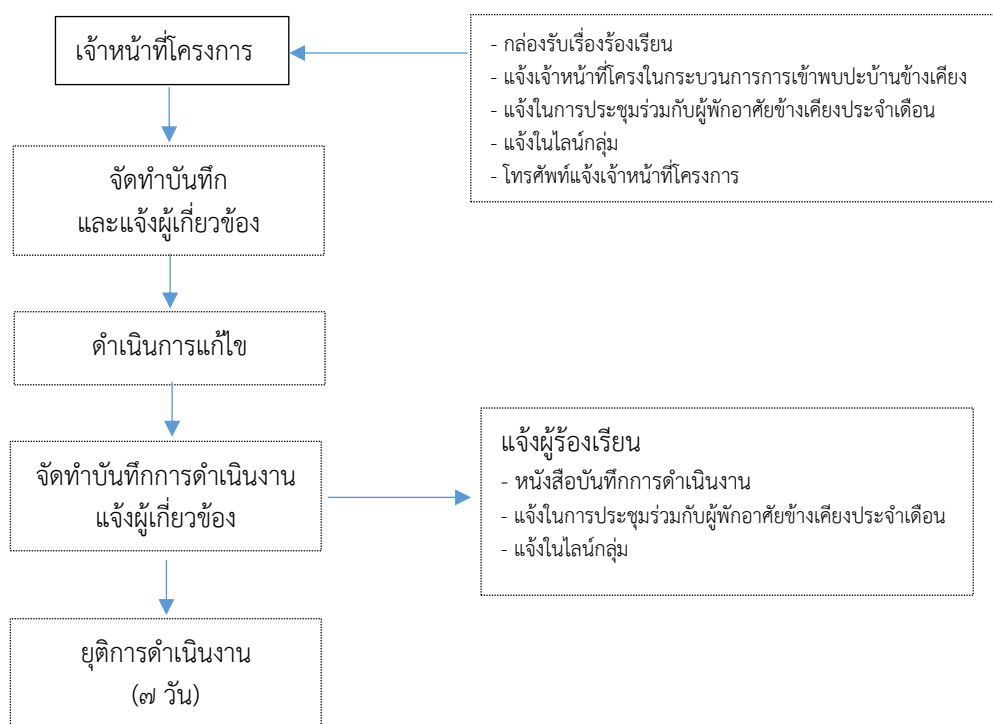 เจ้าหน้าที่โครงการ
- กล่องรับเรื่องร้องเรียน
- แจ้งเจ้าหน้าที่โครงในกระบวนการการเข้าพบปะบ้านข้างเคียง
- แจ้งในการประชุมร่วมกับผู้พักอาศัยข้างเคียงประจำเดือน
- แจ้งในไลน์กลุ่ม
- โทรศัพท์แจ้งเจ้าหน้าที่โครงการ
จัดทำบันทึก
และแจ้งผู้เกี่ยวข้อง
ดำเนินการแก้ไข
จัดทำบันทึกการดำเนินงาน
แจ้งผู้เกี่ยวข้อง
แจ้งผู้ร้องเรียน
- หนังสือบันทึกการดำเนินงาน
- แจ้งในการประชุมร่วมกับผู้พักอาศัยข้างเคียงประจำเดือน
- แจ้งในไลน์กลุ่ม
ยุติการดำเนินงาน
(๗ วัน)